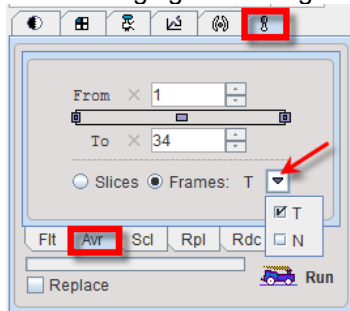 From 1
To 34
Slices Frames: T
T
N
Flt Avr Scl Rpl Rdc
Run
Replace